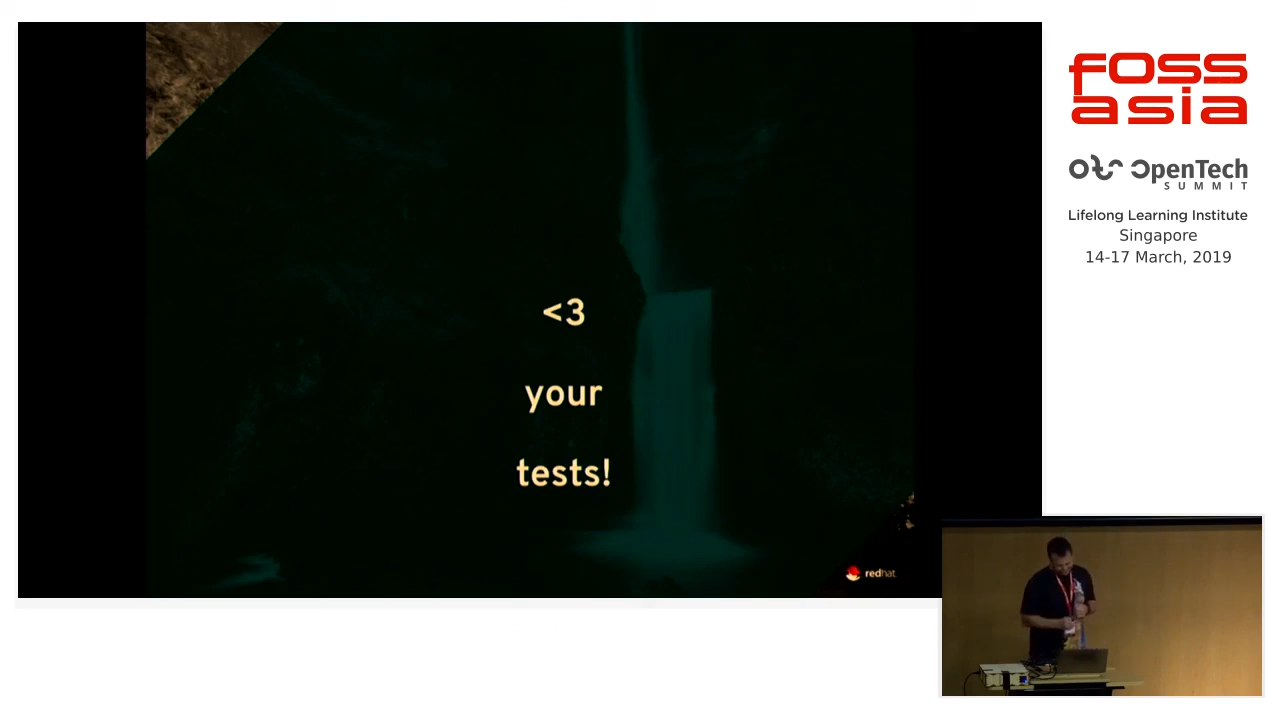 <3
your
tests!
redhat
foss
asia
OpenTech
SUMMIT
Lifelong Learning Institute
Singapore
14-17 March, 2019